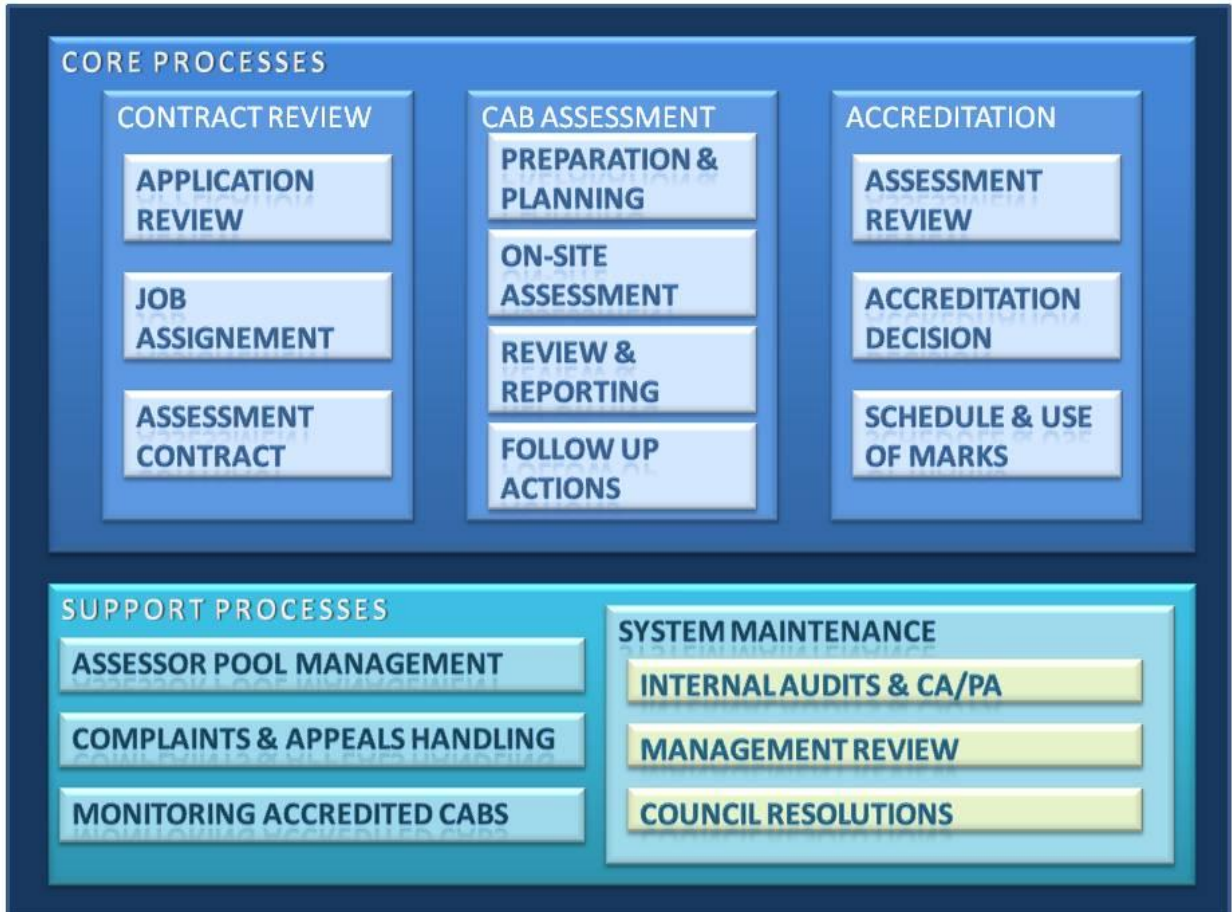 CORE PROCESSES
CONTRACT REVIEW
APPLICATION
REVIEW
JOB
ASSIGNEMENT
ASSESSMENT
CONTRACT
CAB ASSESSMENT
PREPARATION &
PLANNING
ON-SITE
ASSESSMENT
REVIEW &
REPORTING
FOLLOW UP
ACTIONS
ACCREDITATION
ASSESSMENT
REVIEW
ACCREDITATION
DECISION
SCHEDULE & USE
OF MARKS
SUPPORT PROCESSES
ASSESSOR POOL MANAGEMENT
COMPLAINTS & APPEALS HANDLING
MONITORING ACCREDITED CABS
SYSTEM MAINTENANCE
INTERNAL AUDITS & CA/PA
MANAGEMENT REVIEW
COUNCIL RESOLUTIONS